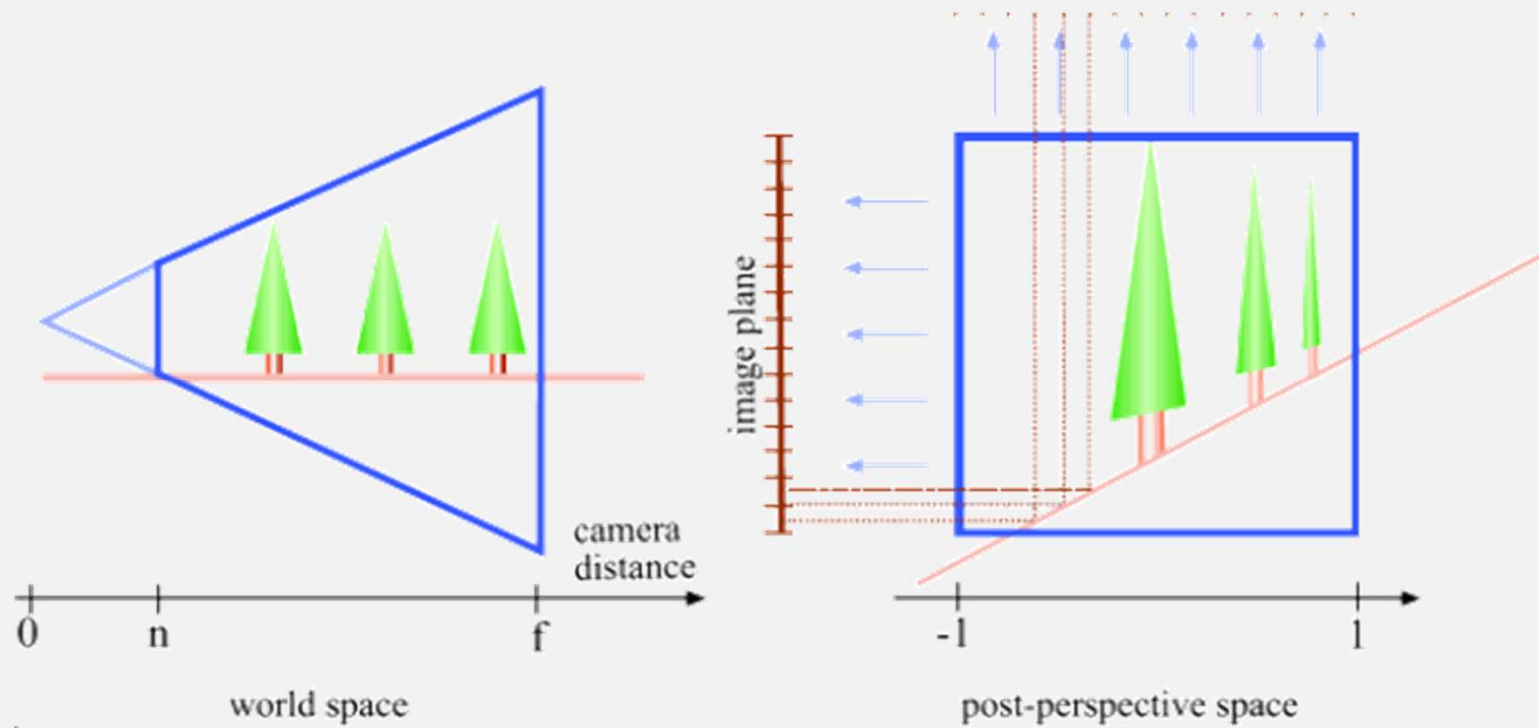 image plane
camera
distance
0
n
f
-1
1
world space
post-perspective space